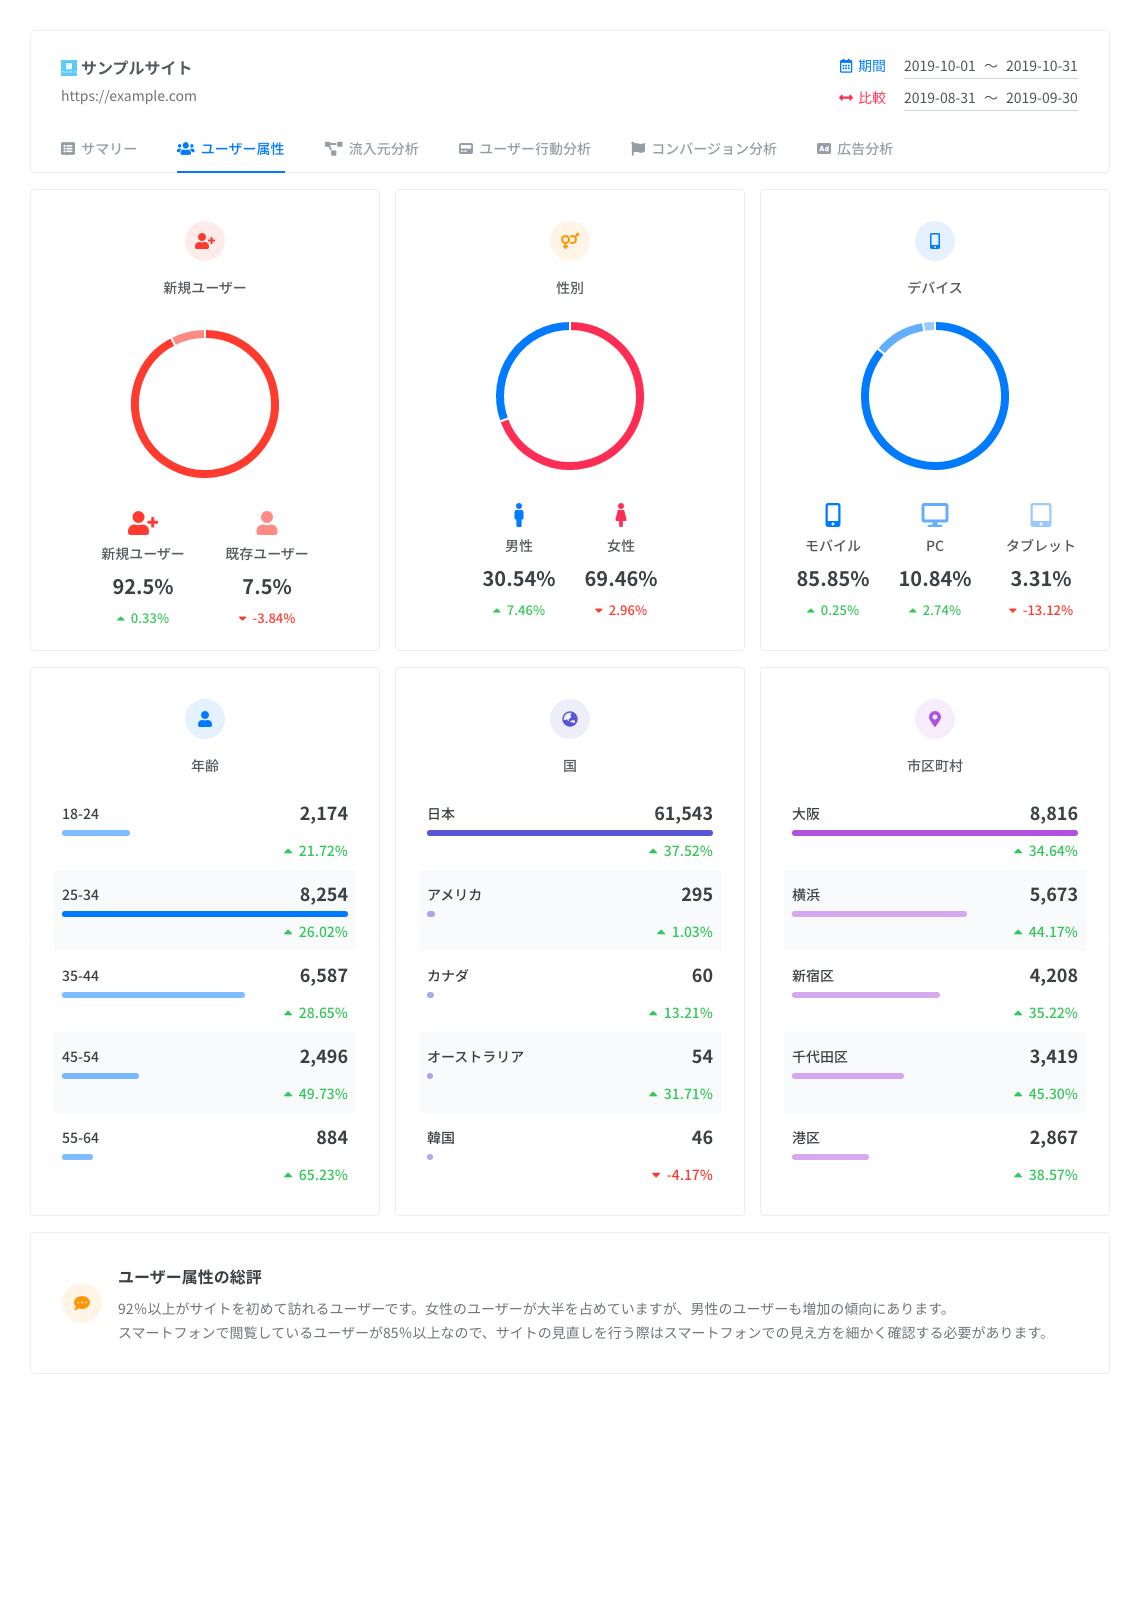 サンプルサイト
https://example.com
期間 2019-10-01 〜 2019-10-31
比較 2019-08-31 〜 2019-09-30
サマリー ユーザー属性 流入元分析 ユーザー行動分析 コンバージョン分析 Ad 広告分析
新規ユーザー
新規ユーザー 既存ユーザー
92.5% 7.5%
0.33% -3.84%
性別
男性 女性
30.54% 69.46%
7.46% 2.96%
デバイス
モバイル PC タブレット
85.85% 10.84% 3.31%
0.25% 2.74% -13.12%
年齢
18-24 2,174
21.72%
25-34 8,254
26.02%
35-44 6,587
28.65%
45-54 2,496
49.73%
55-64 884
65.23%
国
日本 61,543
37.52%
アメリカ 295
1.03%
カナダ 60
13.21%
オーストラリア 54
31.71%
韓国 46
-4.17%
市区町村
大阪 8,816
34.64%
横浜 5,673
44.17%
新宿区 4,208
35.22%
千代田区 3,419
45.30%
港区 2,867
38.57%
ユーザー属性の総評
92%以上がサイトを初めて訪れるユーザーです。女性のユーザーが大半を占めていますが、男性のユーザーも増加の傾向にあります。
スマートフォンで閲覧しているユーザーが85%以上なので、サイトの見直しを行う際はスマートフォンでの見え方を細かく確認する必要があります。